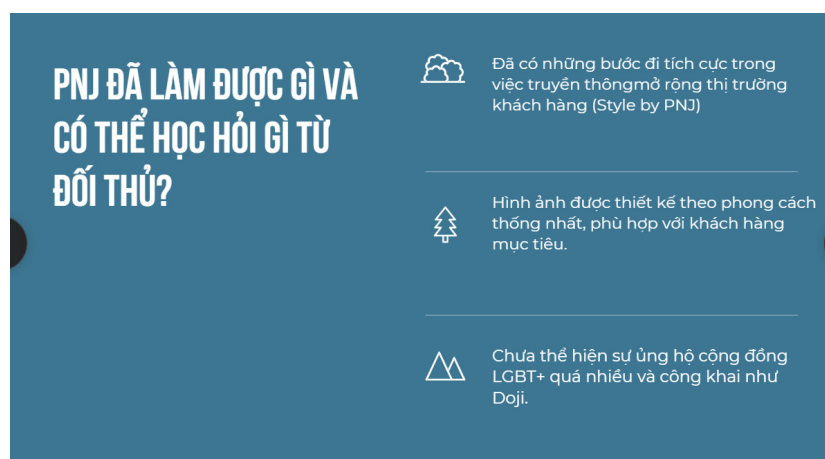 PNJ ĐÃ LÀM ĐƯỢC GÌ VÀ
CÓ THỂ HỌC HỎI GÌ TỪ
ĐỐI THỦ?
Đã có những bước đi tích cực trong
việc truyền thôngmở rộng thị trường
khách hàng (Style by PNJ)
Hình ảnh được thiết kế theo phong cách
thống nhất, phù hợp với khách hàng
mục tiêu.
Chưa thể hiện sự ủng hộ cộng đồng
LGBT+ quá nhiều và công khai như
Doji.